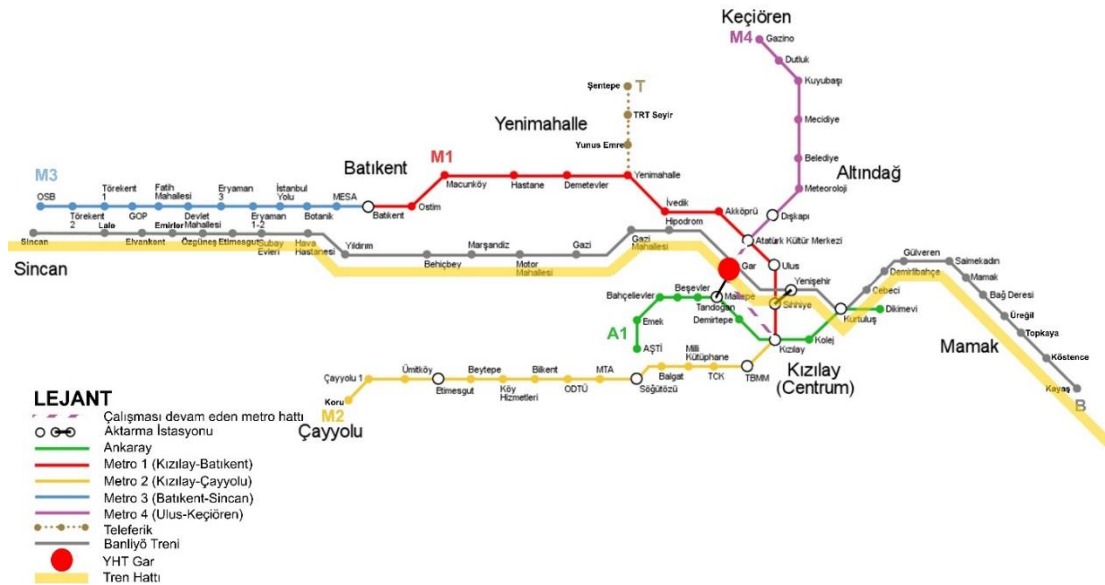 Keçiören
M4
Gazino
Dutluk
Kuyubaşı
Mecidiye
Belediye
Meteoroloji
Dışkapı
Altındağ
Atatürk Kültür Merkezi
Şentepe
T
TRT Seyir
Yunus Emre
Yenimahalle
Batıkent
M1
Macunköy
Hastane
Demetevler
Yenimahalle
İvedik
Akköprü
Ulus
Ostim
Batıkent
M3
OSB
Törekent
2
Törekent
1
GOP
Fatih
Mahallesi
Devlet
Mahallesi
Eryaman
3
Eryaman
1-2
İstanbul
Yolu
Botanik
MESA
Sincan
Lale
Elvankent
Emirler
Özgüneş
Etimesgut
Subay
Evleri
Hava
Hastanesi
Yıldırım
Behiçbey
Marşandiz
Motor
Mahallesi
Gazi
Gazi
Mahallesi
Hipodrom
Gar
Yenişehir
Sıhhiye
Kurtuluş
Cebeci
Demirlibahçe
Gülveren
Saimekadın
Mamak
Bağ Deresi
Üreğil
Topkaya
Köstence
Kayaş
B
Sincan
Mamak
A1
AŞTİ
Emek
Bahçelievler
Beşevler
Tandoğan
Maltepe
Demirtepe
Kızılay
Kolej
Dikimevi
Kızılay
(Centrum)
TBMM
TCK
Milli
Kütüphane
Balgat
Söğütözü
MTA
ODTÜ
Bilkent
Köy
Hizmetleri
Beytepe
Etimesgut
Ümitköy
Çayyolu 1
Koru
M2
Çayyolu
LEJANT
Çalışması devam eden metro hattı
Aktarma İstasyonu
Ankaray
Metro 1 (Kızılay-Batıkent)
Metro 2 (Kızılay-Çayyolu)
Metro 3 (Batıkent-Sincan)
Metro 4 (Ulus-Keçiören)
Teleferik
Banliyö Treni
YHT Gar
Tren Hattı